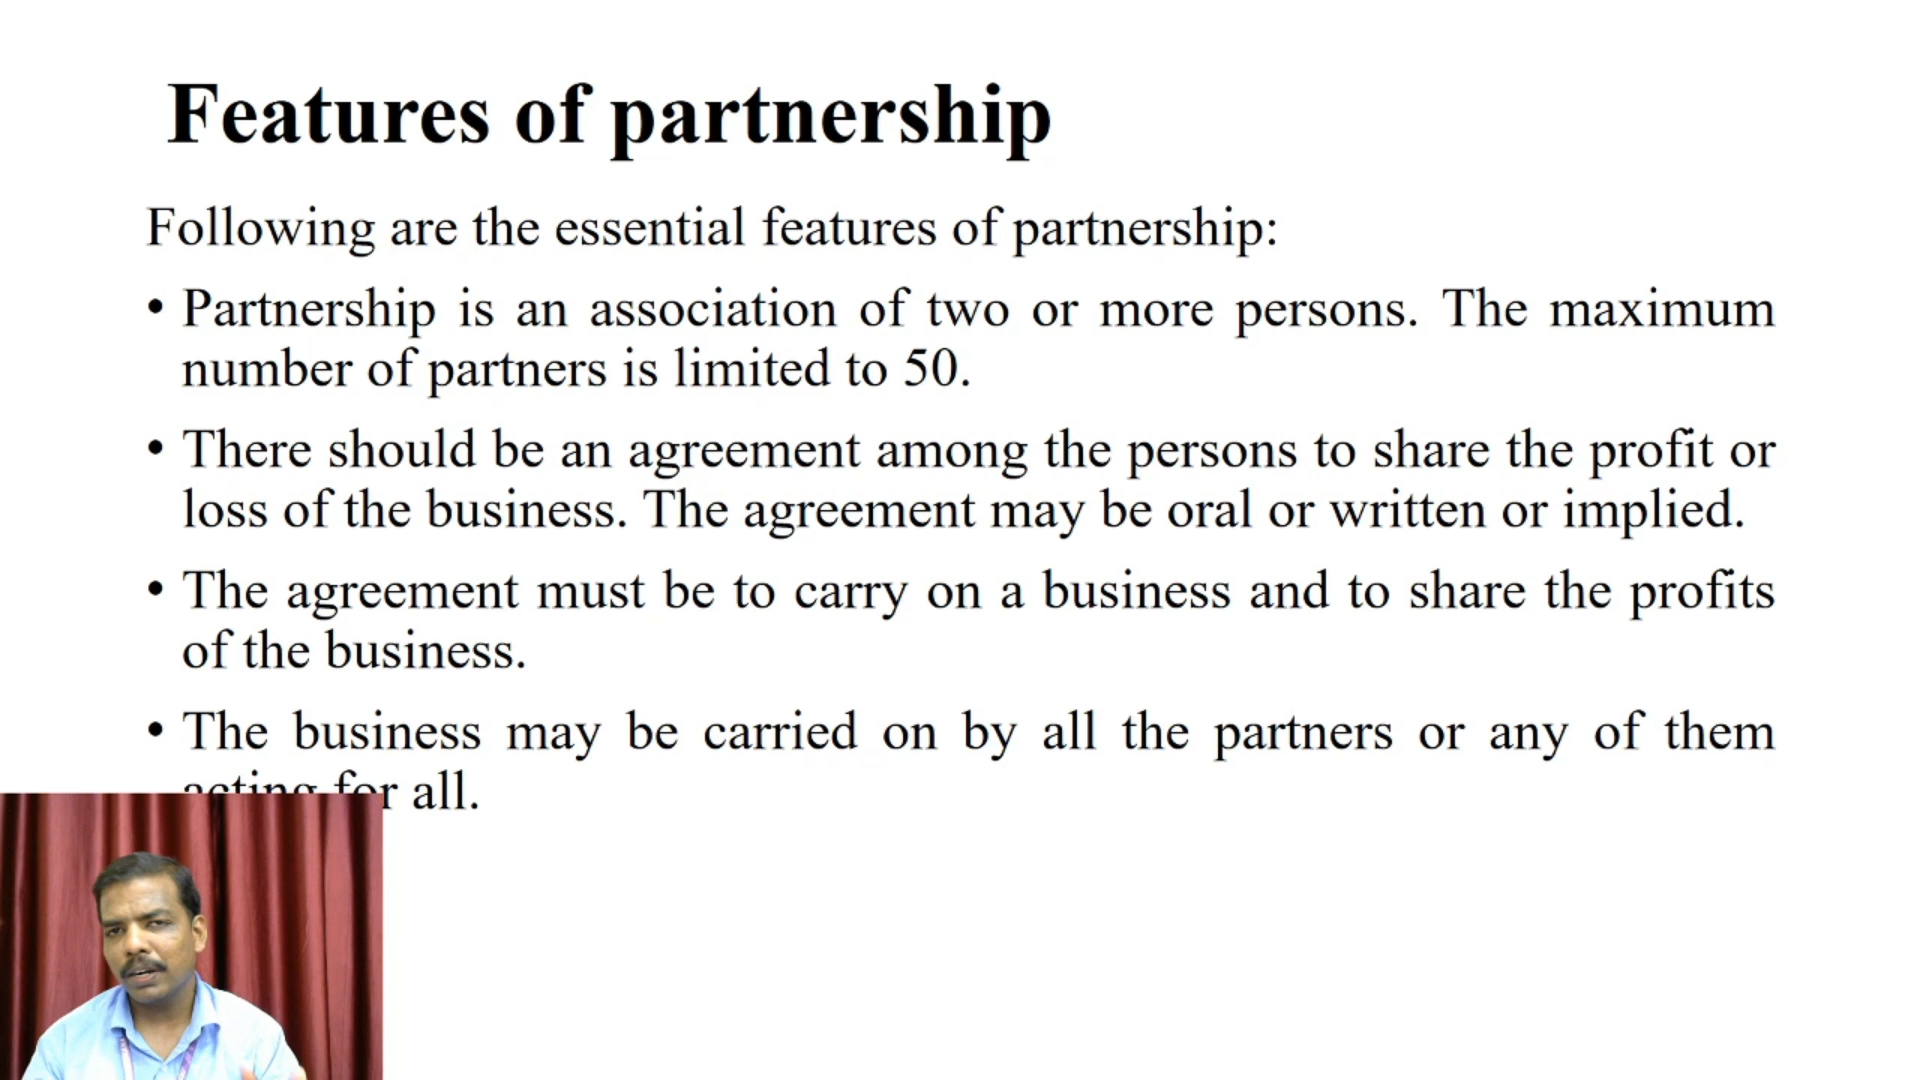 Features of partnership
Following are the essential features of partnership:
• Partnership is an association of two or more persons. The maximum
number of partners is limited to 50.
• There should be an agreement among the persons to share the profit or
loss of the business. The agreement may be oral or written or implied.
• The agreement must be to carry on a business and to share the profits
of the business.
• The business may be carried on by all the partners or any of them
acting for all.